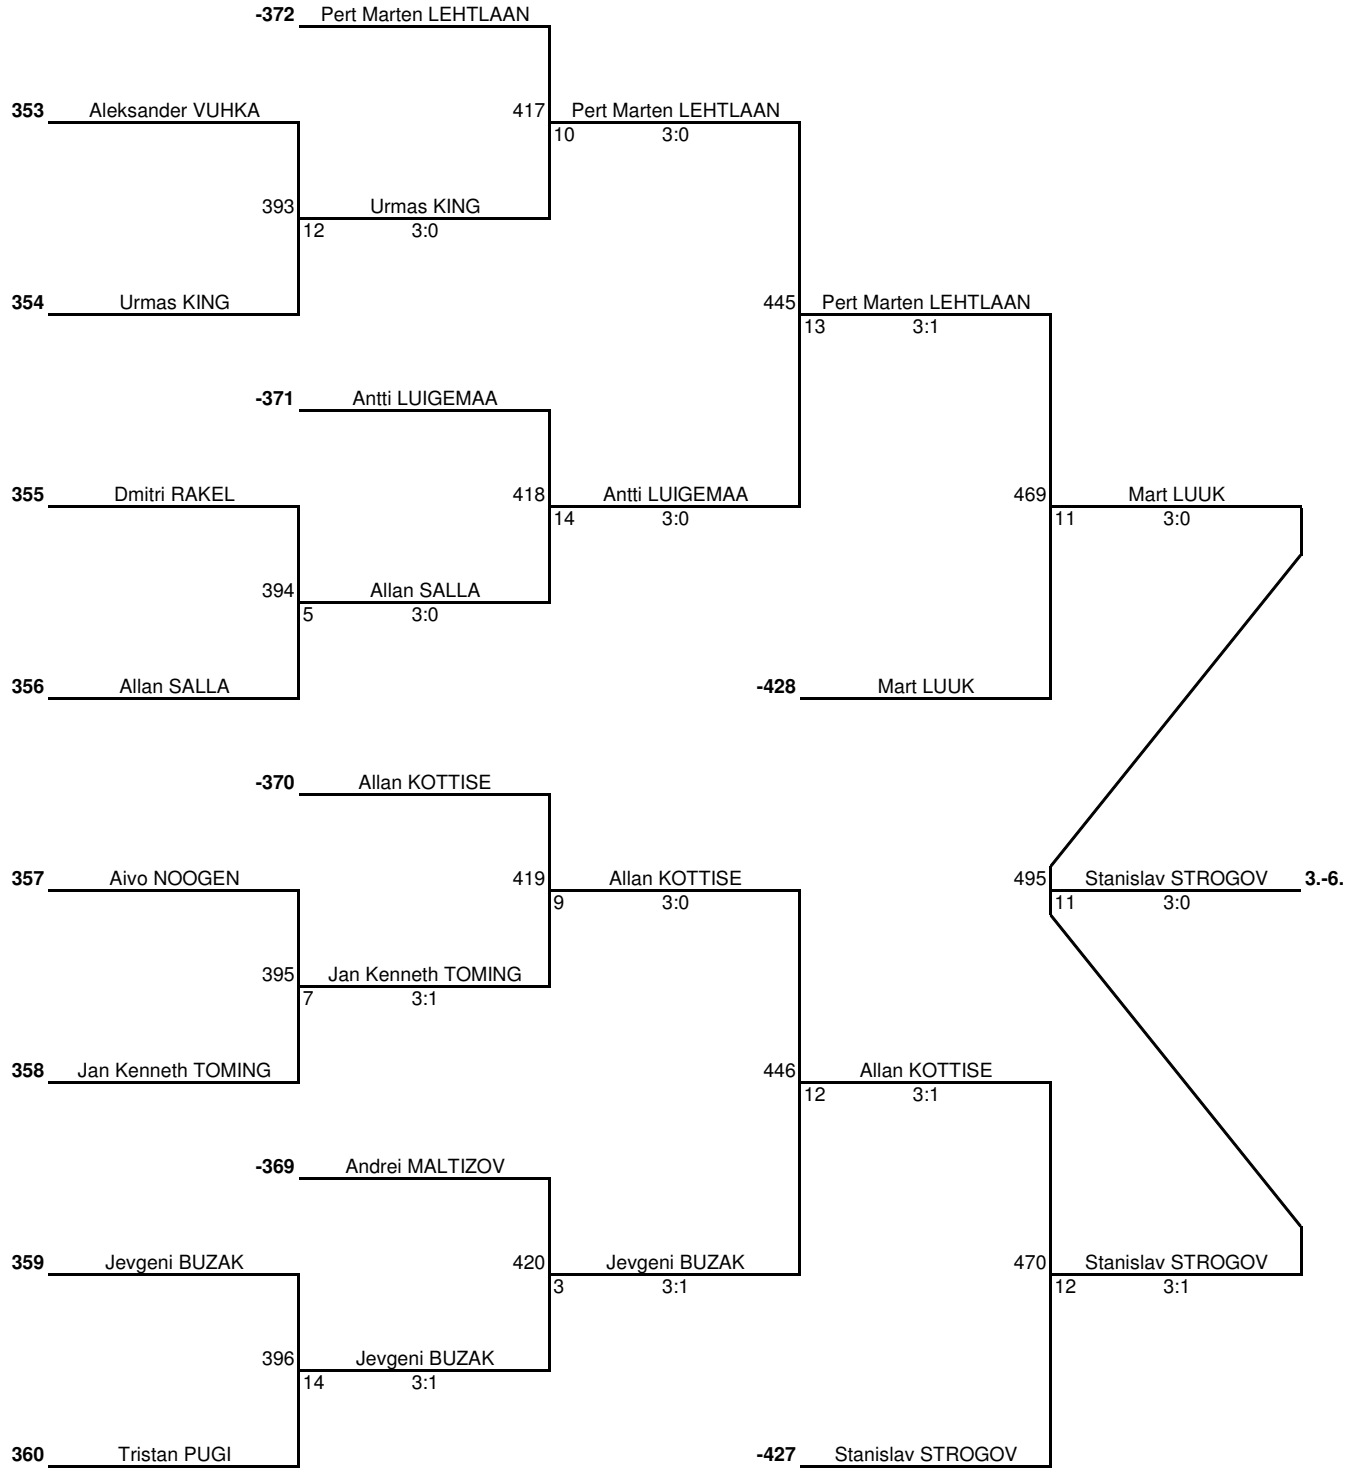 -372 Pert Marten LEHTLAAN
353 Aleksander VUHKA 417 Pert Marten LEHTLAAN
10 3:0
393 Urmas KING
12 3:0
354 Urmas KING 445 Pert Marten LEHTLAAN
13 3:1
-371 Antti LUIGEMAA
355 Dmitri RAKEL 418 Antti LUIGEMAA 469 Mart LUUK
14 3:0 11 3:0
394 Allan SALLA
5 3:0
356 Allan SALLA -428 Mart LUUK
-370 Allan KOTTISE
357 Aivo NOOGEN 419 Allan KOTTISE 495 Stanislav STROGOV 3.-6.
9 3:0 11 3:0
395 Jan Kenneth TOMING
7 3:1
358 Jan Kenneth TOMING 446 Allan KOTTISE
12 3:1
-369 Andrei MALTIZOV
359 Jevgeni BUZAK 420 Jevgeni BUZAK 470 Stanislav STROGOV
3 3:1 12 3:1
396 Jevgeni BUZAK
14 3:1
360 Tristan PUGI -427 Stanislav STROGOV